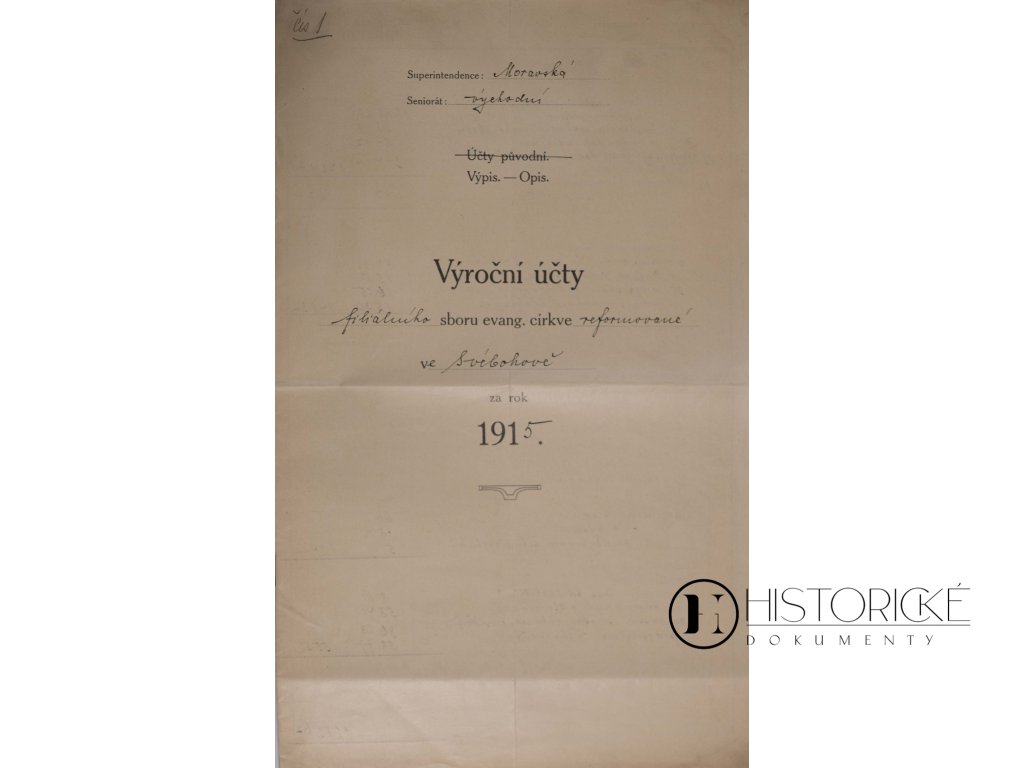 čís 1
Superintendence: Moravská
Seniorát: východní
Účty původní.
Výpis. — Opis.
Výroční účty
filiálního sboru evang. církve reformované
ve Svébohově
za rok
1915.
HISTORICKÉ
DOKUMENTY